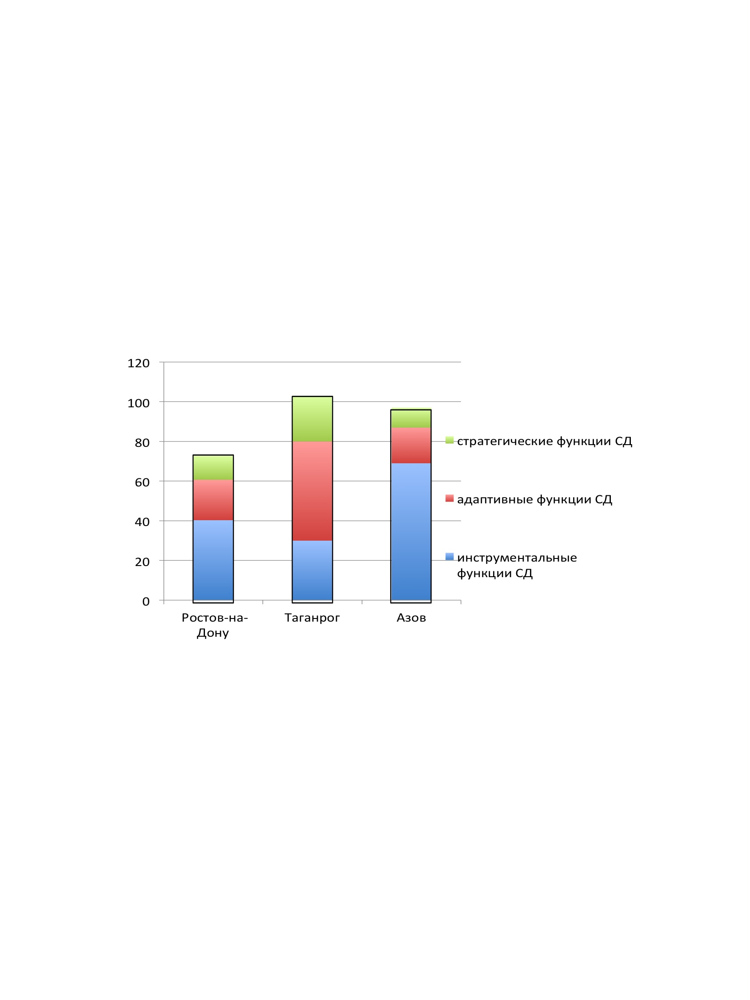 120
100
80
60
40
20
0
Ростов-на-
Дону
Таганрог
Азов
стратегические функции СД
адаптивные функции СД
инструментальные
функции СД